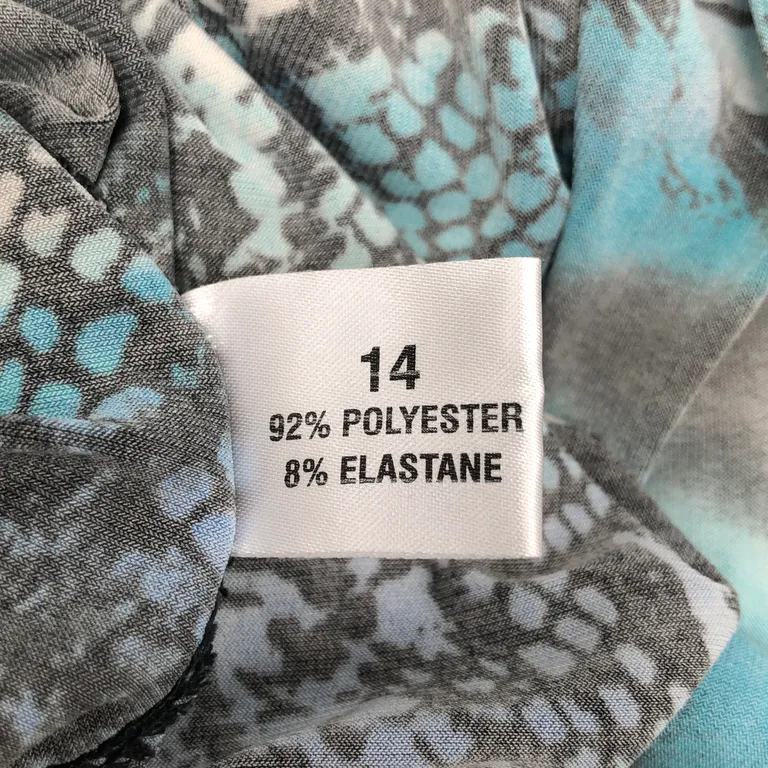 14
92% POLYESTER
8% ELASTANE